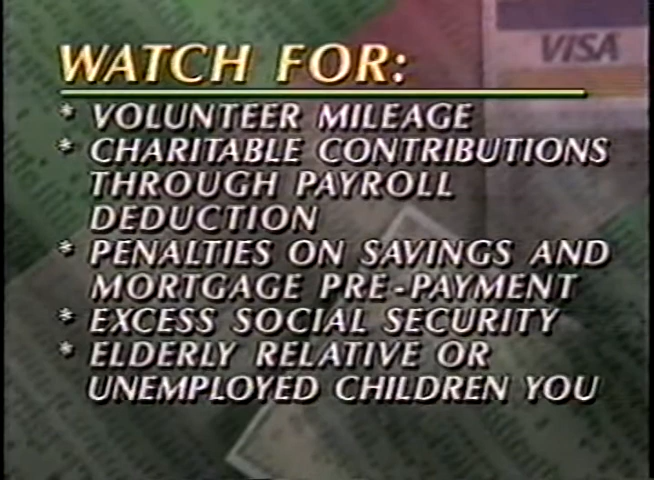 VISA
WATCH FOR:
* VOLUNTEER MILEAGE
* CHARITABLE CONTRIBUTIONS
THROUGH PAYROLL
DEDUCTION
* PENALTIES ON SAVINGS AND
MORTGAGE PRE-PAYMENT
* EXCESS SOCIAL SECURITY
* ELDERLY RELATIVE OR
UNEMPLOYED CHILDREN YOU